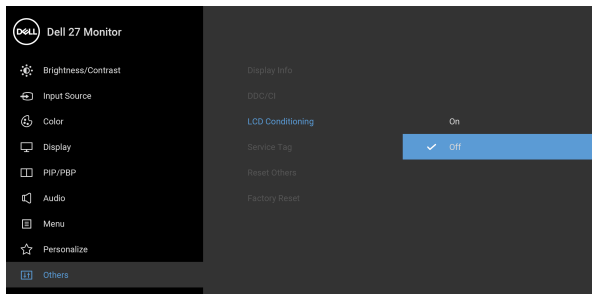 DELL
Dell 27 Monitor
Brightness/Contrast
Input Source
Color
Display
PIP/PBP
Audio
Menu
Personalize
Others
Display Info
DDC/CI
LCD Conditioning
Service Tag
Reset Others
Factory Reset
On
Off